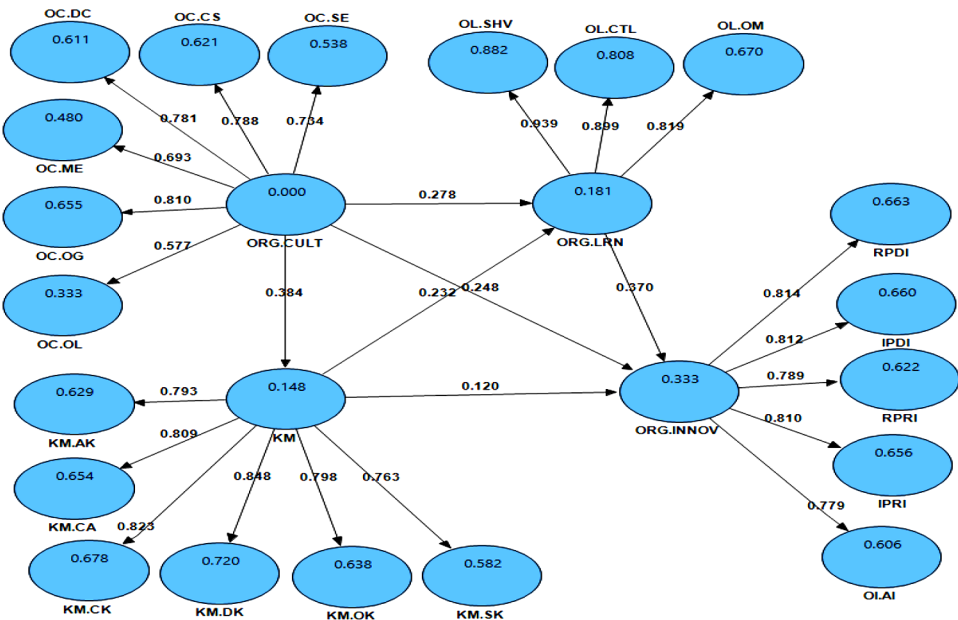 OC.DC
OC.CS
OC.SE
OL.SHV
OL.CTL
OL.OM
0.611
0.621
0.538
0.882
0.808
0.670
0.781
0.788
0.734
0.939
0.899
0.819
0.480
OC.ME
0.693
0.655
OC.OG
0.810
0.000
ORG.CULT
0.278
0.181
ORG.LRN
0.663
RPDI
0.333
OC.OL
0.577
0.384
0.232
0.248
0.370
0.814
0.660
IPDI
0.812
0.629
KM.AK
0.793
0.148
KM
0.120
0.333
ORG.INNOV
0.789
0.622
RPRI
0.654
KM.CA
0.809
0.810
0.656
IPRI
0.823
0.848
0.798
0.763
0.779
0.678
KM.CK
0.720
KM.DK
0.638
KM.OK
0.582
KM.SK
0.606
OI.AI